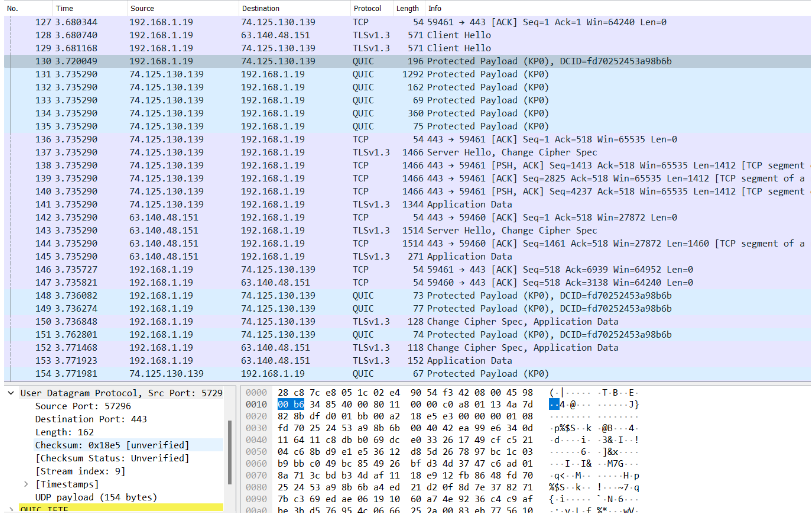 No. Time Source Destination Protocol Length Info
127 3.680344 192.168.1.19 74.125.130.139 TCP 54 59461 → 443 [ACK] Seq=1 Ack=1 Win=64240 Len=0
128 3.680740 192.168.1.19 63.140.48.151 TLSv1.3 571 Client Hello
129 3.681168 192.168.1.19 74.125.130.139 TLSv1.3 571 Client Hello
130 3.720049 192.168.1.19 74.125.130.139 QUIC 196 Protected Payload (KP0), DCID=fd70252453a98b6b
131 3.735290 74.125.130.139 192.168.1.19 QUIC 1292 Protected Payload (KP0)
132 3.735290 74.125.130.139 192.168.1.19 QUIC 162 Protected Payload (KP0)
133 3.735290 74.125.130.139 192.168.1.19 QUIC 69 Protected Payload (KP0)
134 3.735290 74.125.130.139 192.168.1.19 QUIC 360 Protected Payload (KP0)
135 3.735290 74.125.130.139 192.168.1.19 QUIC 75 Protected Payload (KP0)
136 3.735290 74.125.130.139 192.168.1.19 TCP 54 443 → 59461 [ACK] Seq=1 Ack=518 Win=65535 Len=0
137 3.735290 74.125.130.139 192.168.1.19 TLSv1.3 1466 Server Hello, Change Cipher Spec
138 3.735290 74.125.130.139 192.168.1.19 TCP 1466 443 → 59461 [PSH, ACK] Seq=1413 Ack=518 Win=65535 Len=1412 [TCP segment o
139 3.735290 74.125.130.139 192.168.1.19 TCP 1466 443 → 59461 [ACK] Seq=2825 Ack=518 Win=65535 Len=1412 [TCP segment of a
140 3.735290 74.125.130.139 192.168.1.19 TCP 1466 443 → 59461 [PSH, ACK] Seq=4237 Ack=518 Win=65535 Len=1412 [TCP segment o
141 3.735290 74.125.130.139 192.168.1.19 TLSv1.3 1344 Application Data
142 3.735290 63.140.48.151 192.168.1.19 TCP 54 443 → 59460 [ACK] Seq=1 Ack=518 Win=27872 Len=0
143 3.735290 63.140.48.151 192.168.1.19 TLSv1.3 1514 Server Hello, Change Cipher Spec
144 3.735290 63.140.48.151 192.168.1.19 TCP 1514 443 → 59460 [ACK] Seq=1461 Ack=518 Win=27872 Len=1460 [TCP segment of a
145 3.735290 63.140.48.151 192.168.1.19 TLSv1.3 271 Application Data
146 3.735727 192.168.1.19 74.125.130.139 TCP 54 59461 → 443 [ACK] Seq=518 Ack=6939 Win=64952 Len=0
147 3.735821 192.168.1.19 63.140.48.151 TCP 54 59460 → 443 [ACK] Seq=518 Ack=3138 Win=64240 Len=0
148 3.736082 192.168.1.19 74.125.130.139 QUIC 73 Protected Payload (KP0), DCID=fd70252453a98b6b
149 3.736274 192.168.1.19 74.125.130.139 QUIC 77 Protected Payload (KP0), DCID=fd70252453a98b6b
150 3.736848 192.168.1.19 74.125.130.139 TLSv1.3 128 Change Cipher Spec, Application Data
151 3.762801 192.168.1.19 74.125.130.139 QUIC 74 Protected Payload (KP0), DCID=fd70252453a98b6b
152 3.771468 192.168.1.19 63.140.48.151 TLSv1.3 118 Change Cipher Spec, Application Data
153 3.771923 192.168.1.19 63.140.48.151 TLSv1.3 152 Application Data
154 3.771981 74.125.130.139 192.168.1.19 QUIC 67 Protected Payload (KP0)
User Datagram Protocol, Src Port: 5729
Source Port: 57296
Destination Port: 443
Length: 162
Checksum: 0x18e5 [unverified]
[Checksum Status: Unverified]
[Stream index: 9]
[Timestamps]
UDP payload (154 bytes)
QUIC IETF
0000 28 c8 7c e8 05 1c 02 e4 90 54 f3 42 08 00 45 98
0010 00 b6 34 85 40 00 80 11 00 00 c0 a8 01 13 4a 7d
0020 82 8b df d0 01 bb 00 a2 18 e5 e3 00 00 00 01 08
0030 fd 70 25 24 53 a9 8b 6b 00 40 42 ea 99 e6 34 0d
0040 11 64 11 c8 db b0 69 dc e0 33 26 17 49 cf c5 21
0050 04 c6 8b d9 e1 e5 36 12 d8 5d 26 78 97 bc 1c 03
0060 b9 bb c0 49 bc 85 49 26 bf d3 4d 37 47 c6 ad 01
0070 8a 71 3c bd b3 4d af 11 18 e9 12 fb 86 48 fd 70
0080 25 24 53 a9 8b 6b a4 ed 21 d2 0f 8d 7e 37 82 71
0090 7b c3 69 ed ae 06 19 10 60 a7 4e 92 36 c4 c9 af